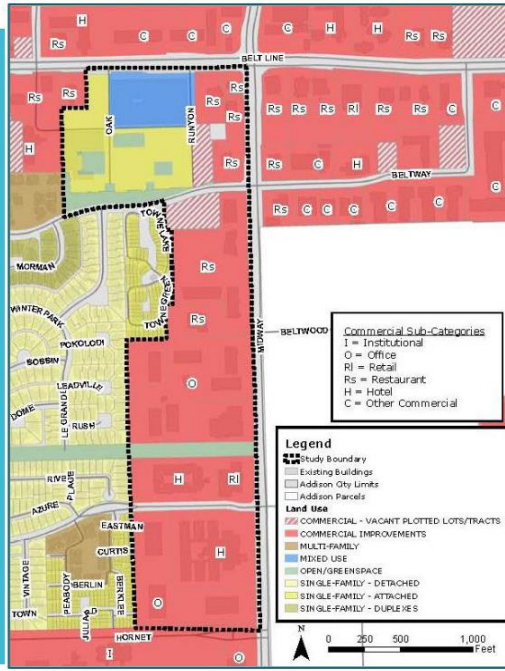 H
C C C C
Rs
BELT LINE
H
C
C Rs Rs
Rs Rs
OAK
RUNYON
Rs
Rs
Rs
Rs Rs Rs Rl Rs C C
H
Rs C H
C
BELTWAY
Rs C C C C C
C
TOWNE LAKE
TOWNE GREEN
MORMAN
WINTER PARK
Rs
Rs
POKOLODI
SOSSIN
LEADVILLE
LE GRANDE
DOME
RUSH
MIDWAY
BELTWOOD
O
Commercial Sub-Categories
I = Institutional
O = Office
Rl = Retail
Rs = Restaurant
H = Hotel
C = Other Commercial
Legend
Study Boundary
Existing Buildings
Addison City Limits
Addison Parcels
Land Use
COMMERCIAL - VACANT PLOTTED LOTS/TRACTS
COMMERCIAL IMPROVEMENTS
MULTI-FAMILY
MIXED USE
OPEN/GREENSPACE
SINGLE-FAMILY - DETACHED
SINGLE-FAMILY - ATTACHED
SINGLE-FAMILY - DUPLEXES
RIVE
PLACE
AZURE
H
Rl
EASTMAN
CURTIS
VINTAGE
PEABODY
BERLIN
BERKLEE
H
TOWN
JULIARD
O
HORNET
I
O
N
0 250 500 1,000
Feet